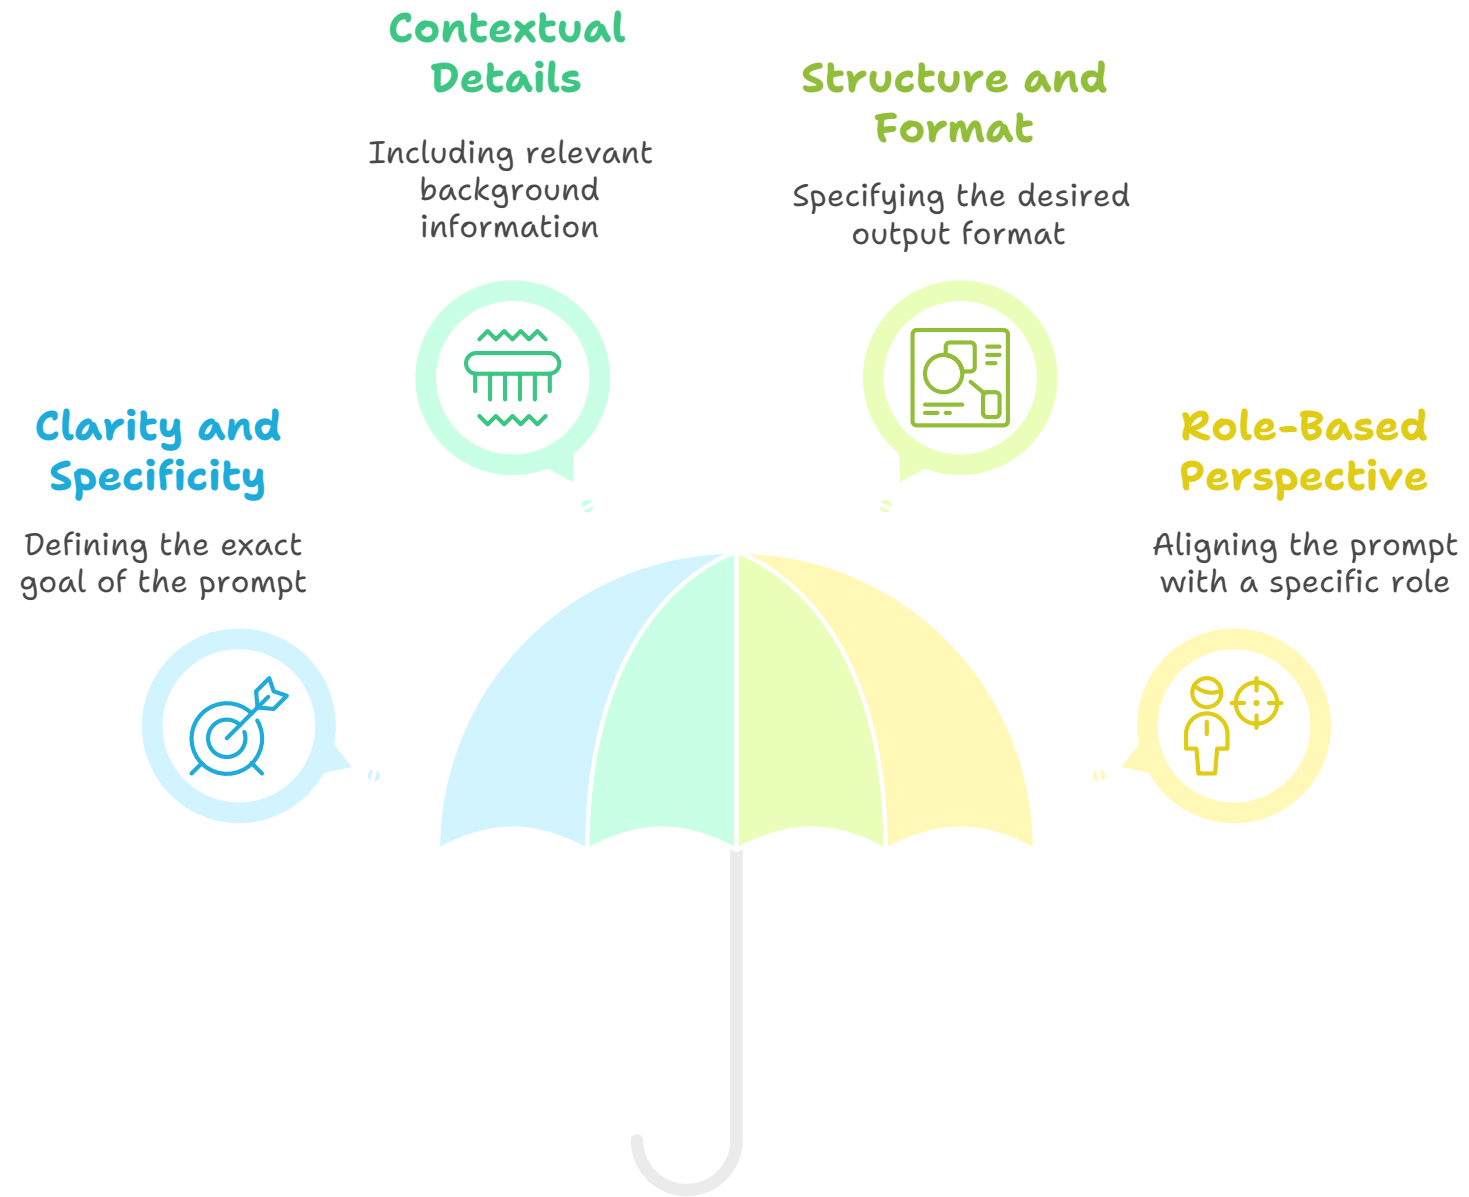 Contextual
Details
Including relevant
background
information
Structure and
Format
Specifying the desired
output format
Clarity and
Specificity
Defining the exact
goal of the prompt
Role-Based
Perspective
Aligning the prompt
with a specific role